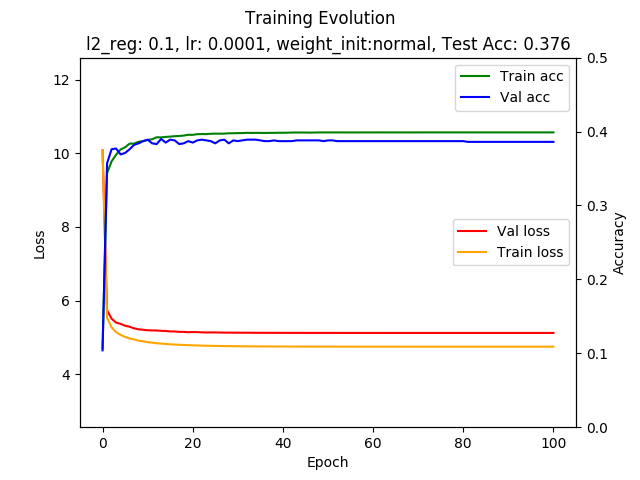 Training Evolution
l2_reg: 0.1, lr: 0.0001, weight_init:normal, Test Acc: 0.376
Train acc
Val acc
Val loss
Train loss
Loss
12
10
8
6
4
Accuracy
0.5
0.4
0.3
0.2
0.1
0.0
0 20 40 60 80 100
Epoch